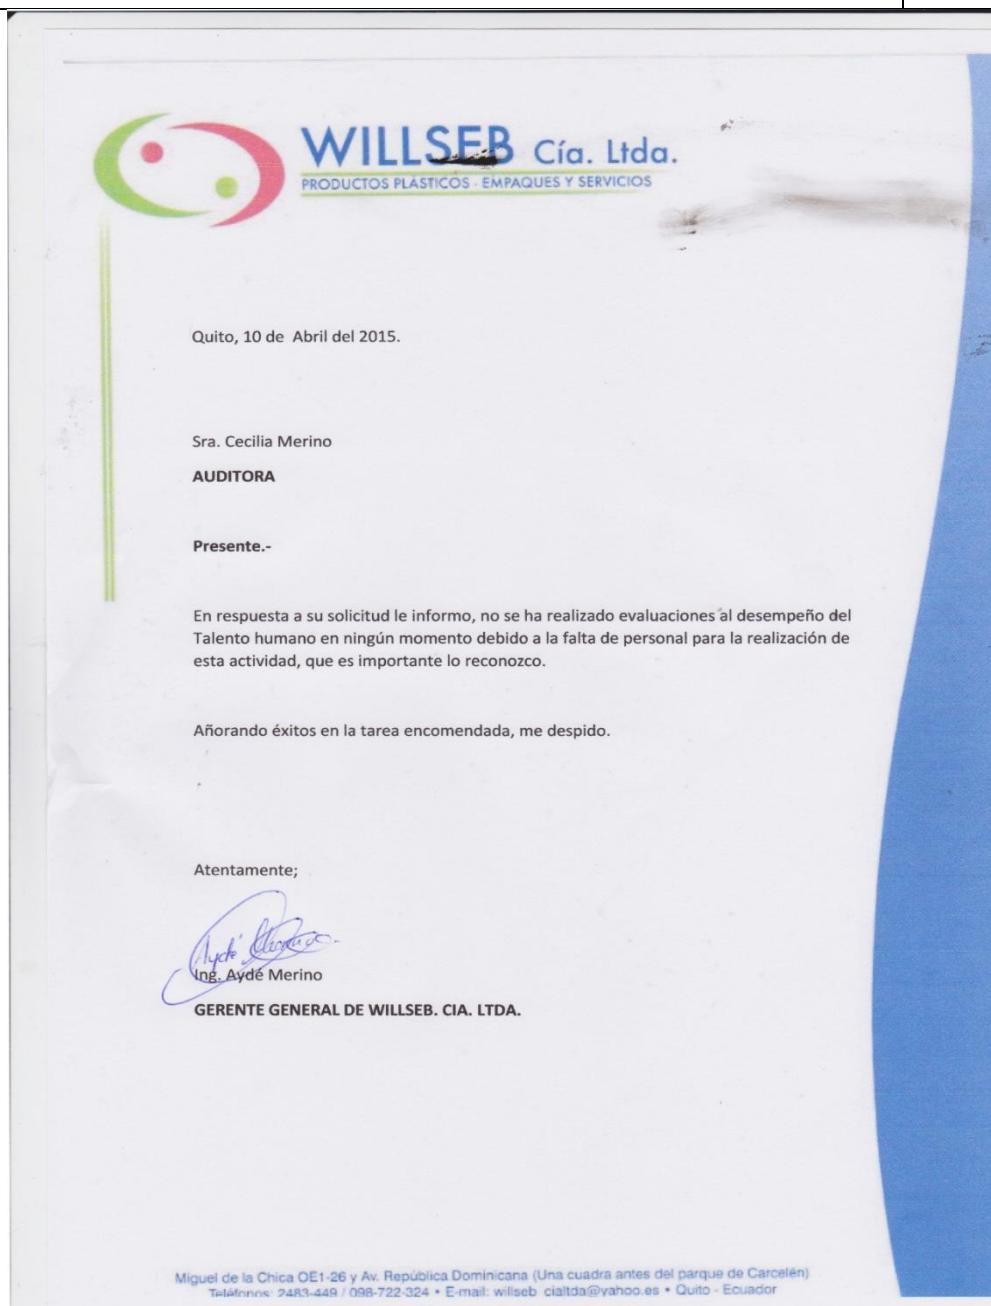 WILLSEB Cía. Ltda.
PRODUCTOS PLÁSTICOS - EMPAQUES Y SERVICIOS
Quito, 10 de  Abril del 2015.
Sra. Cecilia Merino
AUDITORA
Presente.-
En respuesta a su solicitud le informo, no se ha realizado evaluaciones al desempeño del
Talento humano en ningún momento debido a la falta de personal para la realización de
esta actividad, que es importante lo reconozco.
Añorando éxitos en la tarea encomendada, me despido.
Atentamente;
Aydé Merino
Ing. Aydé Merino
GERENTE GENERAL DE WILLSEB. CIA. LTDA.
Miguel de la Chica OE1-26 y Av. República Dominicana (Una cuadra antes del parque de Carcelén)
Teléfonos: 2483-449 / 098-722-324 • E-mail: willseb_cialtda@yahoo.es • Quito - Ecuador